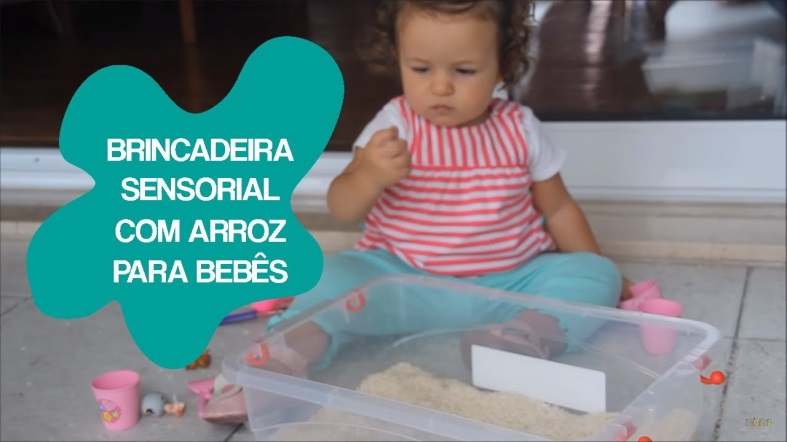 BRINCADEIRA
SENSORIAL
COM ARROZ
PARA BEBÊS